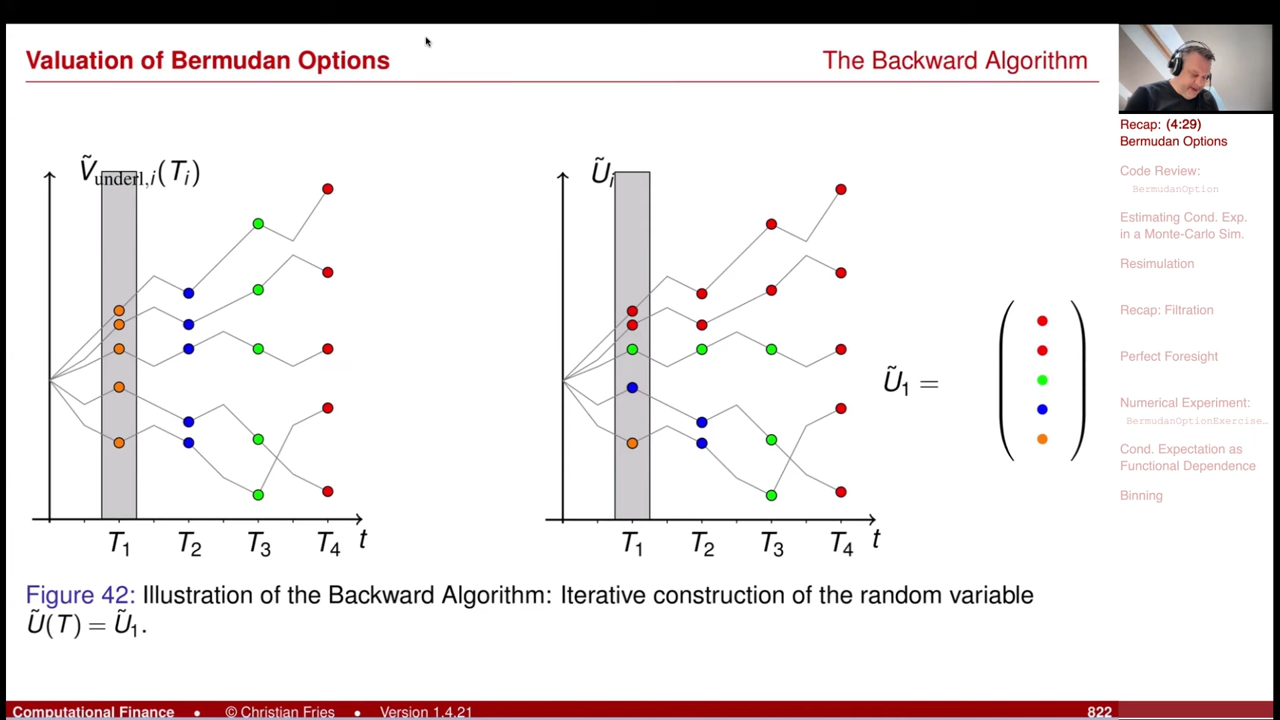 Valuation of Bermudan Options
The Backward Algorithm
Ṽunderl,i(Ti)
T1 T2 T3 T4 t
Ũi
T1 T2 T3 T4 t
Ũ1 =
Figure 42: Illustration of the Backward Algorithm: Iterative construction of the random variable
Ũ(T) = Ũ1.
Recap: (4:29)
Bermudan Options
Code Review:
BermudanOption
Estimating Cond. Exp.
in a Monte-Carlo Sim.
Resimulation
Recap: Filtration
Perfect Foresight
Numerical Experiment:
BermudanOptionExercise…
Cond. Expectation as
Functional Dependence
Binning
Computational Finance • © Christian Fries • Version 1.4.21
822